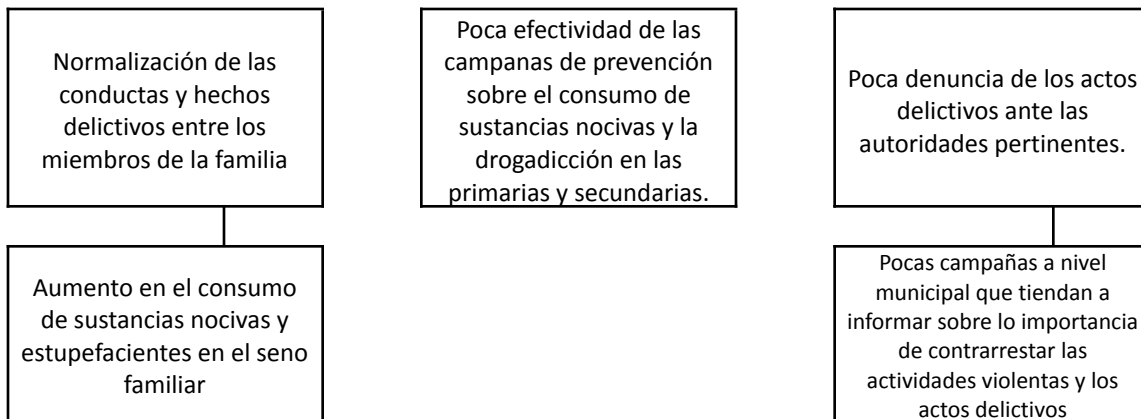 Normalización de las
conductas y hechos
delictivos entre los
miembros de la familia
Poca efectividad de las
campanas de prevención
sobre el consumo de
sustancias nocivas y la
drogadicción en las
primarias y secundarias.
Poca denuncia de los actos
delictivos ante las
autoridades pertinentes.
Aumento en el consumo
de sustancias nocivas y
estupefacientes en el seno
familiar
Pocas campañas a nivel
municipal que tiendan a
informar sobre lo importancia
de contrarrestar las
actividades violentas y los
actos delictivos